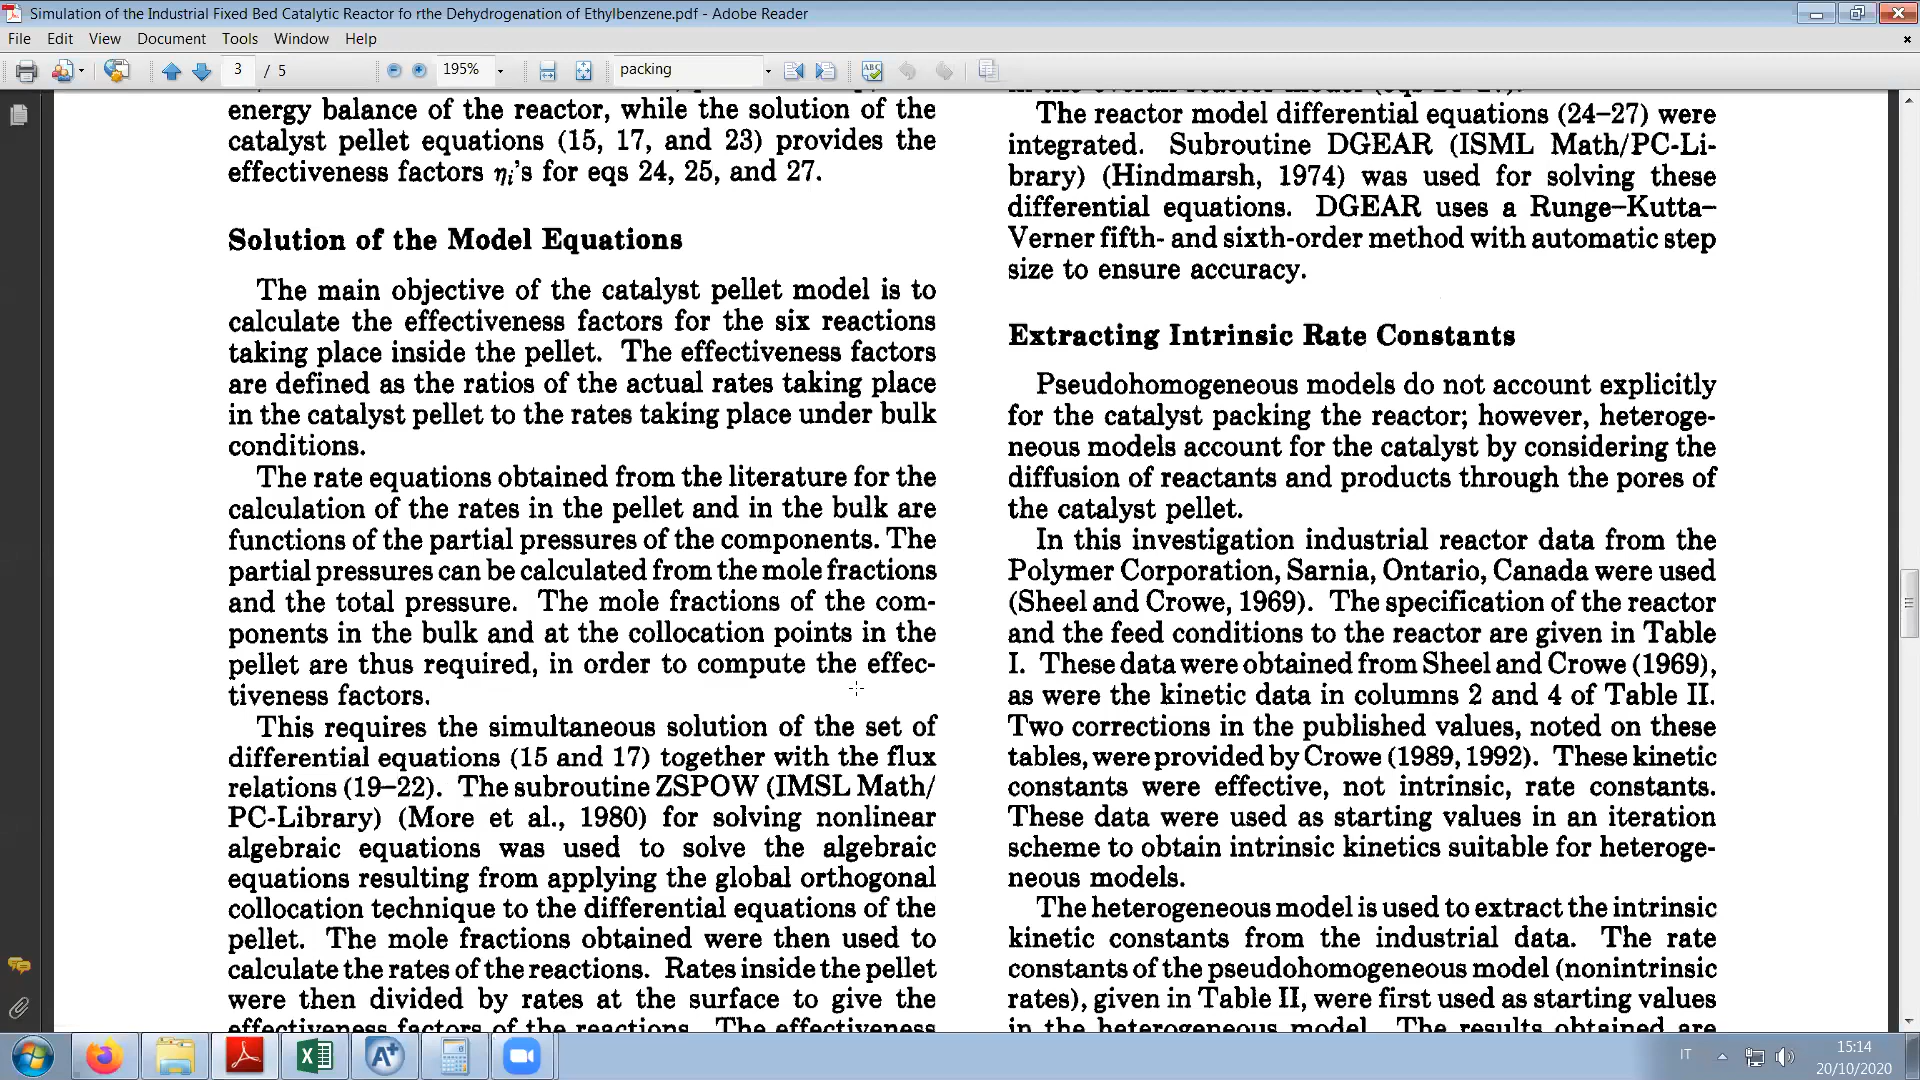 Simulation of the Industrial Fixed Bed Catalytic Reactor fo rthe Dehydrogenation of Ethylbenzene.pdf - Adobe Reader
File Edit View Document Tools Window Help
3 / 5 195% packing
energy balance of the reactor, while the solution of the
catalyst pellet equations (15, 17, and 23) provides the
effectiveness factors ηi's for eqs 24, 25, and 27.
Solution of the Model Equations
The main objective of the catalyst pellet model is to
calculate the effectiveness factors for the six reactions
taking place inside the pellet. The effectiveness factors
are defined as the ratios of the actual rates taking place
in the catalyst pellet to the rates taking place under bulk
conditions.
The rate equations obtained from the literature for the
calculation of the rates in the pellet and in the bulk are
functions of the partial pressures of the components. The
partial pressures can be calculated from the mole fractions
and the total pressure. The mole fractions of the com-
ponents in the bulk and at the collocation points in the
pellet are thus required, in order to compute the effec-
tiveness factors.
This requires the simultaneous solution of the set of
differential equations (15 and 17) together with the flux
relations (19–22). The subroutine ZSPOW (IMSL Math/
PC-Library) (More et al., 1980) for solving nonlinear
algebraic equations was used to solve the algebraic
equations resulting from applying the global orthogonal
collocation technique to the differential equations of the
pellet. The mole fractions obtained were then used to
calculate the rates of the reactions. Rates inside the pellet
were then divided by rates at the surface to give the
effectiveness factors of the reactions. The effectiveness
The reactor model differential equations (24–27) were
integrated. Subroutine DGEAR (ISML Math/PC-Li-
brary) (Hindmarsh, 1974) was used for solving these
differential equations. DGEAR uses a Runge–Kutta–
Verner fifth- and sixth-order method with automatic step
size to ensure accuracy.
Extracting Intrinsic Rate Constants
Pseudohomogeneous models do not account explicitly
for the catalyst packing the reactor; however, heteroge-
neous models account for the catalyst by considering the
diffusion of reactants and products through the pores of
the catalyst pellet.
In this investigation industrial reactor data from the
Polymer Corporation, Sarnia, Ontario, Canada were used
(Sheel and Crowe, 1969). The specification of the reactor
and the feed conditions to the reactor are given in Table
I. These data were obtained from Sheel and Crowe (1969),
as were the kinetic data in columns 2 and 4 of Table II.
Two corrections in the published values, noted on these
tables, were provided by Crowe (1989, 1992). These kinetic
constants were effective, not intrinsic, rate constants.
These data were used as starting values in an iteration
scheme to obtain intrinsic kinetics suitable for heteroge-
neous models.
The heterogeneous model is used to extract the intrinsic
kinetic constants from the industrial data. The rate
constants of the pseudohomogeneous model (nonintrinsic
rates), given in Table II, were first used as starting values
in the heterogeneous model. The results obtained are
IT 15:14
20/10/2020